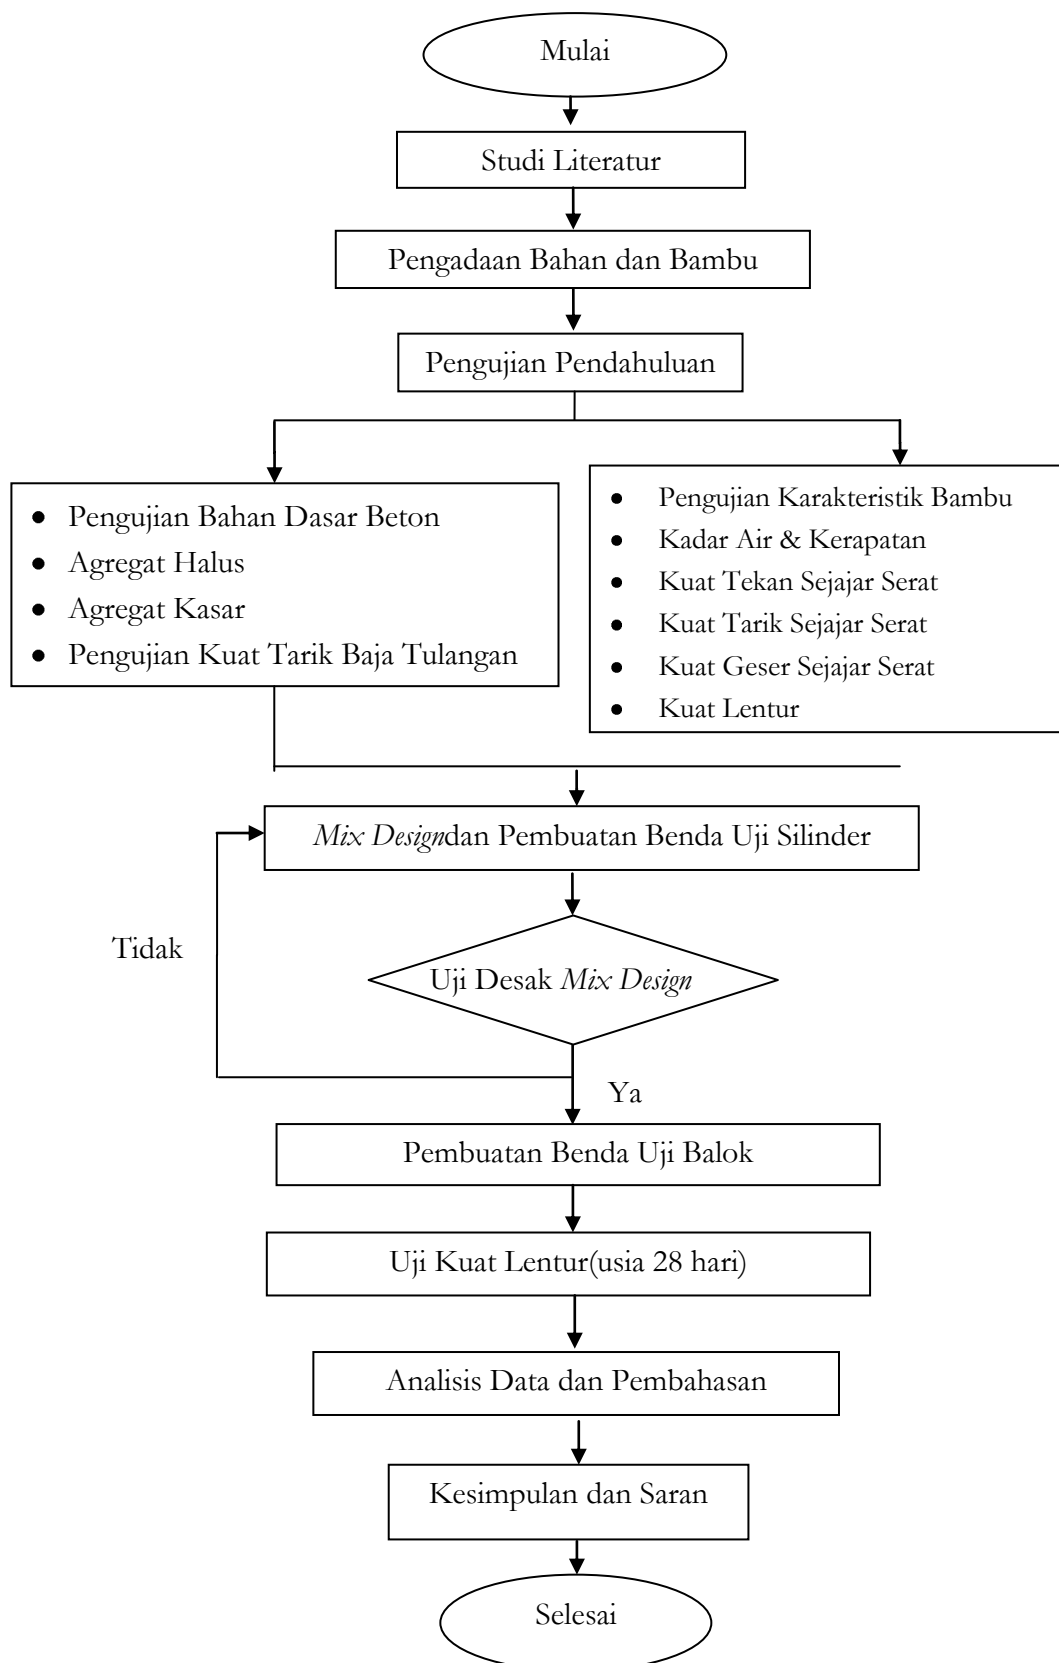 Mulai
Studi Literatur
Pengadaan Bahan dan Bambu
Pengujian Pendahuluan
• Pengujian Bahan Dasar Beton
• Agregat Halus
• Agregat Kasar
• Pengujian Kuat Tarik Baja Tulangan
• Pengujian Karakteristik Bambu
• Kadar Air & Kerapatan
• Kuat Tekan Sejajar Serat
• Kuat Tarik Sejajar Serat
• Kuat Geser Sejajar Serat
• Kuat Lentur
Mix Designdan Pembuatan Benda Uji Silinder
Tidak
Uji Desak Mix Design
Ya
Pembuatan Benda Uji Balok
Uji Kuat Lentur(usia 28 hari)
Analisis Data dan Pembahasan
Kesimpulan dan Saran
Selesai